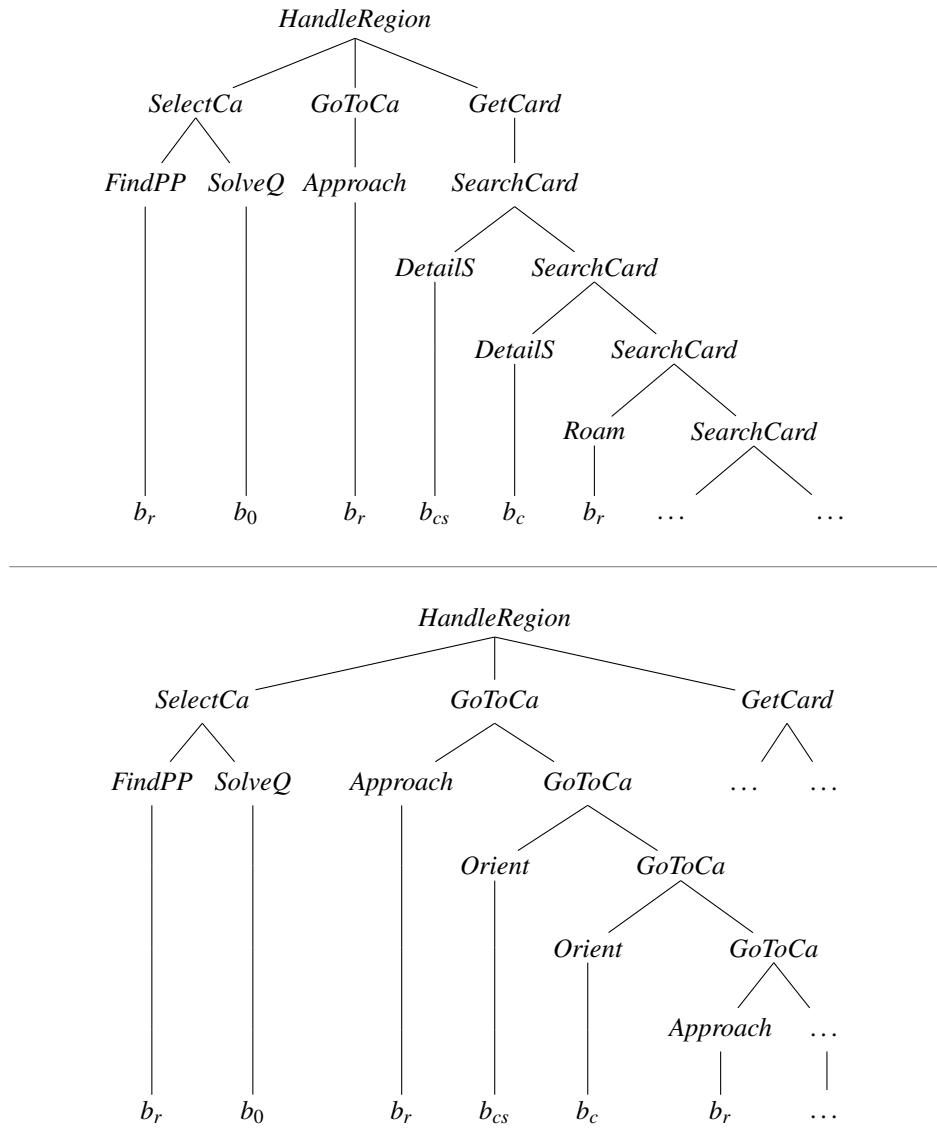 HandleRegion
SelectCa GoToCa GetCard
FindPP SolveQ Approach SearchCard
DetailS SearchCard
DetailS SearchCard
Roam SearchCard
b_r b_0 b_r b_cs b_c b_r ... ...
HandleRegion
SelectCa GoToCa GetCard
FindPP SolveQ Approach GoToCa ... ...
Orient GoToCa
Orient GoToCa
Approach ...
b_r b_0 b_r b_cs b_c b_r ...